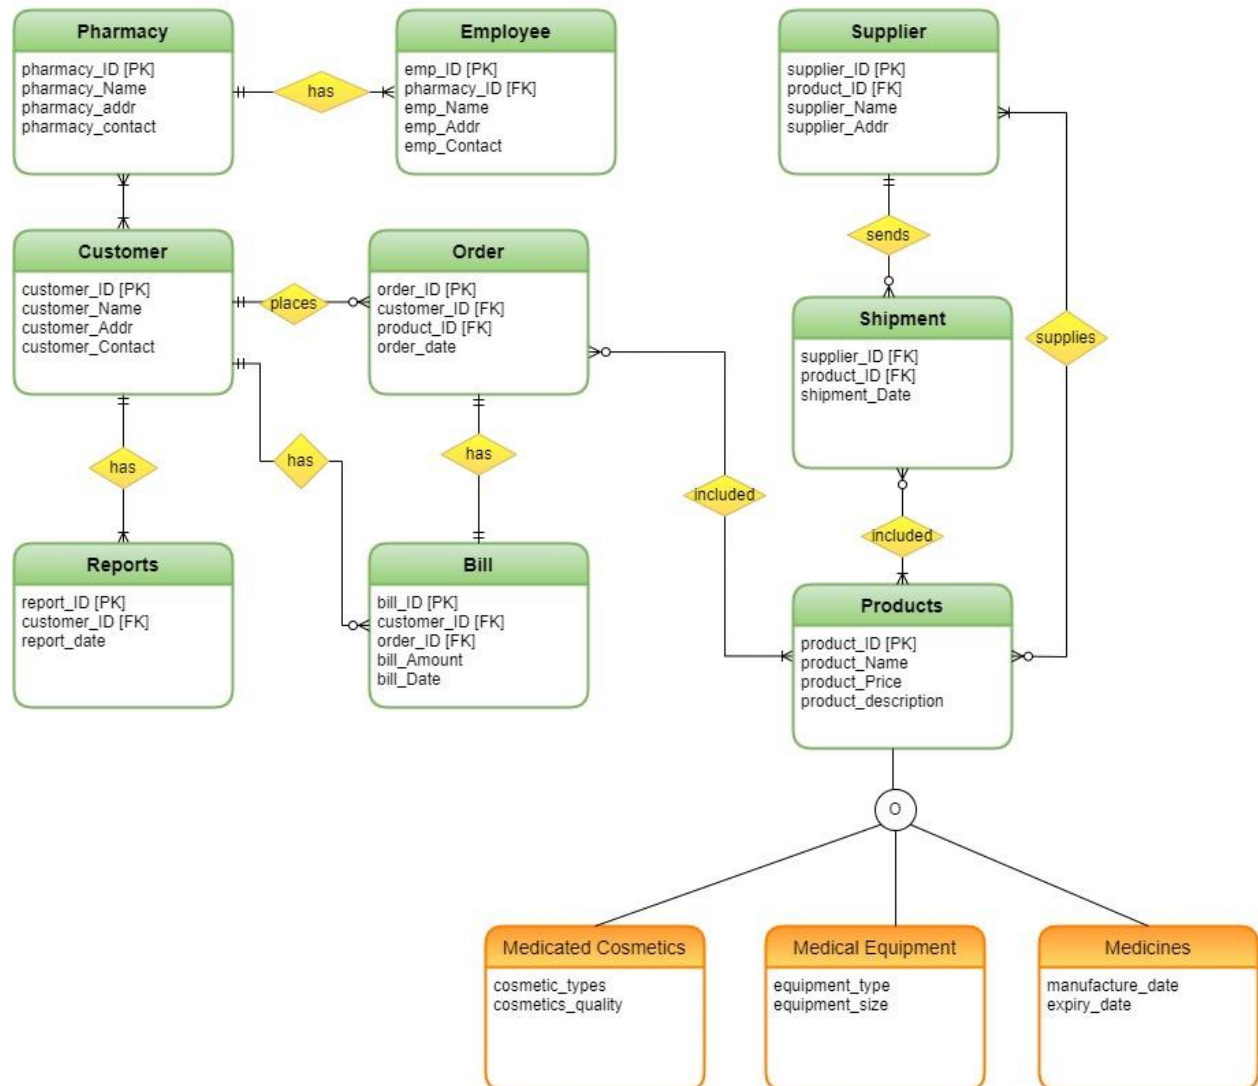 Pharmacy
pharmacy_ID [PK]
pharmacy_Name
pharmacy_addr
pharmacy_contact
has
Employee
emp_ID [PK]
pharmacy_ID [FK]
emp_Name
emp_Addr
emp_Contact
Supplier
supplier_ID [PK]
product_ID [FK]
supplier_Name
supplier_Addr
sends
supplies
Customer
customer_ID [PK]
customer_Name
customer_Addr
customer_Contact
places
Order
order_ID [PK]
customer_ID [FK]
product_ID [FK]
order_date
Shipment
supplier_ID [FK]
product_ID [FK]
shipment_Date
has
has
has
included
included
Reports
report_ID [PK]
customer_ID [FK]
report_date
Bill
bill_ID [PK]
customer_ID [FK]
order_ID [FK]
bill_Amount
bill_Date
Products
product_ID [PK]
product_Name
product_Price
product_description
O
Medicated Cosmetics
cosmetic_types
cosmetics_quality
Medical Equipment
equipment_type
equipment_size
Medicines
manufacture_date
expiry_date